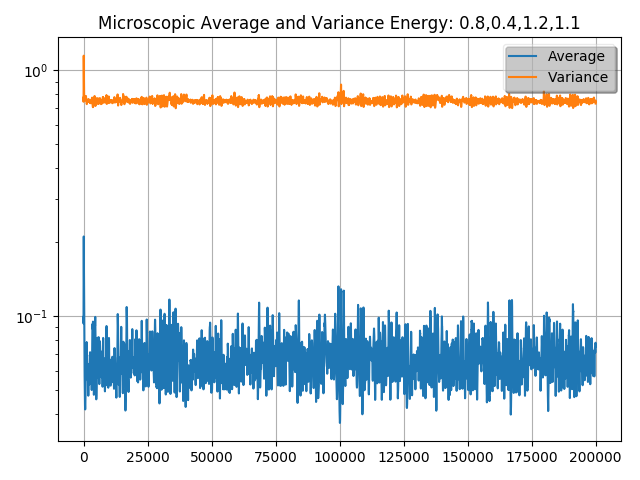 Microscopic Average and Variance Energy: 0.8,0.4,1.2,1.1
Average
Variance
10⁰
10⁻¹
0 25000 50000 75000 100000 125000 150000 175000 200000